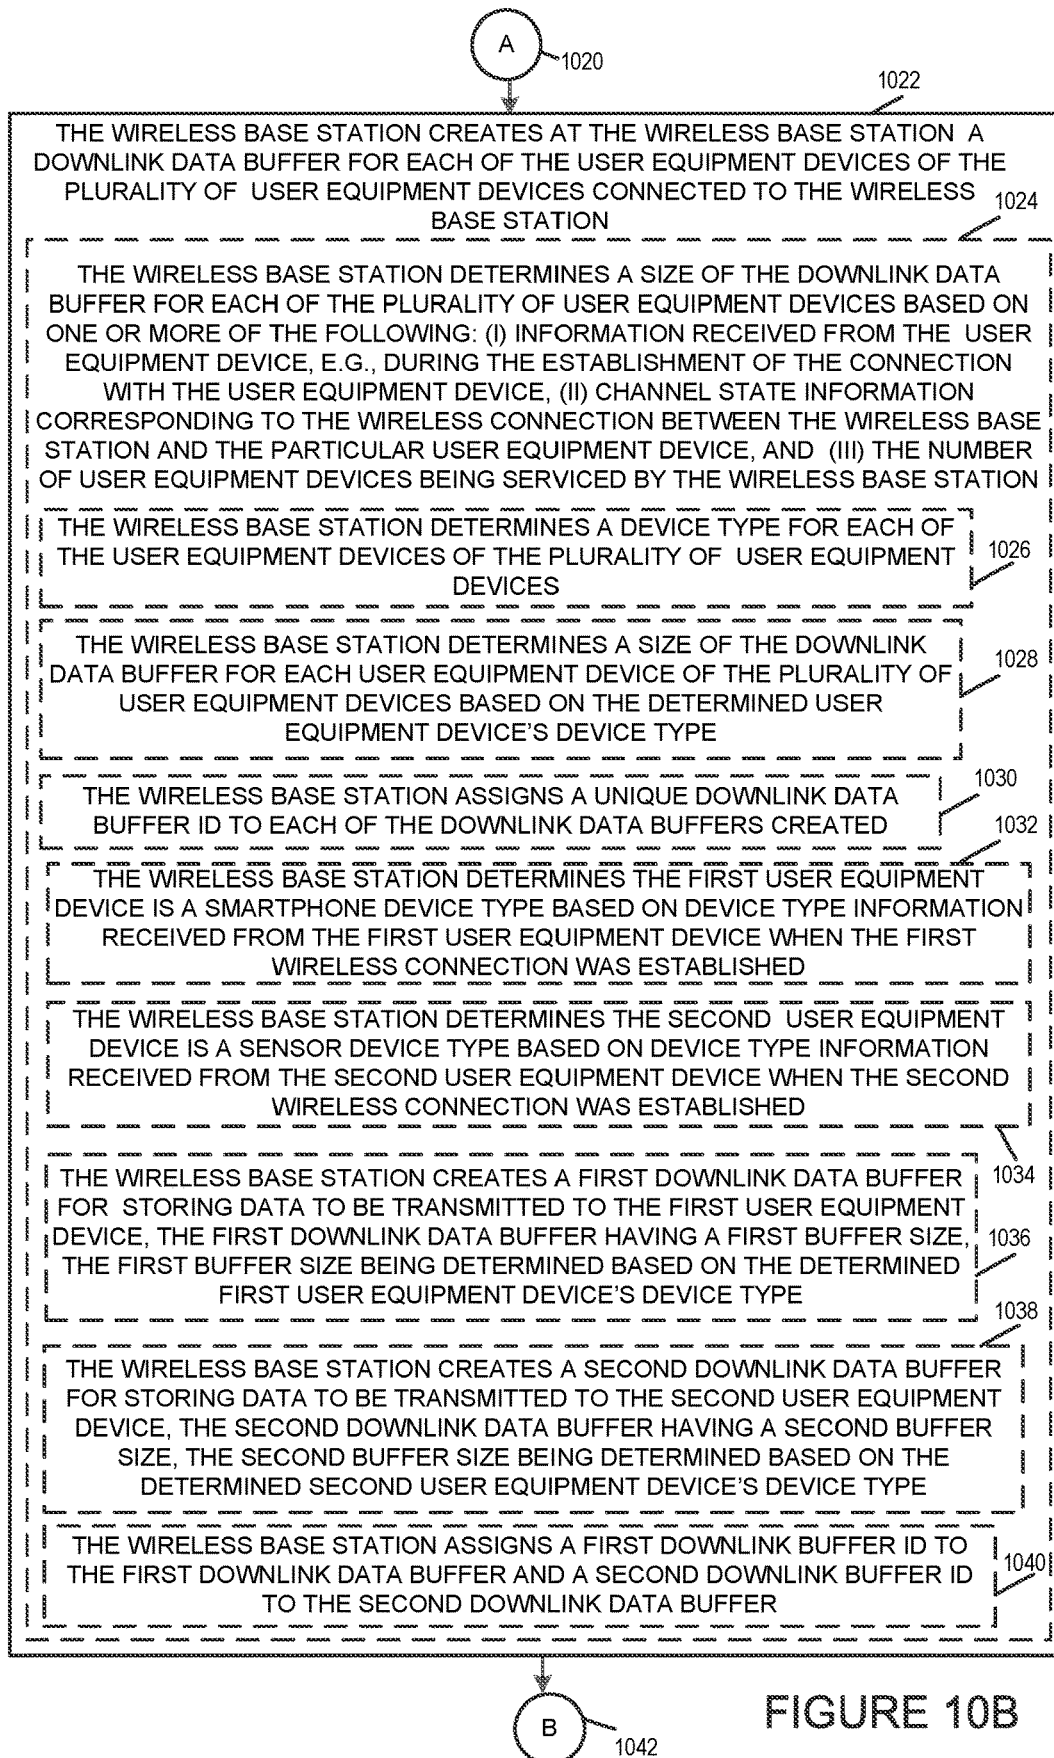 A
1020
1022
THE WIRELESS BASE STATION CREATES AT THE WIRELESS BASE STATION A
DOWNLINK DATA BUFFER FOR EACH OF THE USER EQUIPMENT DEVICES OF THE
PLURALITY OF USER EQUIPMENT DEVICES CONNECTED TO THE WIRELESS
BASE STATION
1024
THE WIRELESS BASE STATION DETERMINES A SIZE OF THE DOWNLINK DATA
BUFFER FOR EACH OF THE PLURALITY OF USER EQUIPMENT DEVICES BASED ON
ONE OR MORE OF THE FOLLOWING: (I) INFORMATION RECEIVED FROM THE USER
EQUIPMENT DEVICE, E.G., DURING THE ESTABLISHMENT OF THE CONNECTION
WITH THE USER EQUIPMENT DEVICE, (II) CHANNEL STATE INFORMATION
CORRESPONDING TO THE WIRELESS CONNECTION BETWEEN THE WIRELESS BASE
STATION AND THE PARTICULAR USER EQUIPMENT DEVICE, AND (III) THE NUMBER
OF USER EQUIPMENT DEVICES BEING SERVICED BY THE WIRELESS BASE STATION
THE WIRELESS BASE STATION DETERMINES A DEVICE TYPE FOR EACH OF
THE USER EQUIPMENT DEVICES OF THE PLURALITY OF USER EQUIPMENT
DEVICES
1026
THE WIRELESS BASE STATION DETERMINES A SIZE OF THE DOWNLINK
DATA BUFFER FOR EACH USER EQUIPMENT DEVICE OF THE PLURALITY OF
USER EQUIPMENT DEVICES BASED ON THE DETERMINED USER
EQUIPMENT DEVICE'S DEVICE TYPE
1028
THE WIRELESS BASE STATION ASSIGNS A UNIQUE DOWNLINK DATA
BUFFER ID TO EACH OF THE DOWNLINK DATA BUFFERS CREATED
1030
1032
THE WIRELESS BASE STATION DETERMINES THE FIRST USER EQUIPMENT
DEVICE IS A SMARTPHONE DEVICE TYPE BASED ON DEVICE TYPE INFORMATION
RECEIVED FROM THE FIRST USER EQUIPMENT DEVICE WHEN THE FIRST
WIRELESS CONNECTION WAS ESTABLISHED
THE WIRELESS BASE STATION DETERMINES THE SECOND USER EQUIPMENT
DEVICE IS A SENSOR DEVICE TYPE BASED ON DEVICE TYPE INFORMATION
RECEIVED FROM THE SECOND USER EQUIPMENT DEVICE WHEN THE SECOND
WIRELESS CONNECTION WAS ESTABLISHED
1034
THE WIRELESS BASE STATION CREATES A FIRST DOWNLINK DATA BUFFER
FOR STORING DATA TO BE TRANSMITTED TO THE FIRST USER EQUIPMENT
DEVICE, THE FIRST DOWNLINK DATA BUFFER HAVING A FIRST BUFFER SIZE,
THE FIRST BUFFER SIZE BEING DETERMINED BASED ON THE DETERMINED
FIRST USER EQUIPMENT DEVICE'S DEVICE TYPE
1036
1038
THE WIRELESS BASE STATION CREATES A SECOND DOWNLINK DATA BUFFER
FOR STORING DATA TO BE TRANSMITTED TO THE SECOND USER EQUIPMENT
DEVICE, THE SECOND DOWNLINK DATA BUFFER HAVING A SECOND BUFFER
SIZE, THE SECOND BUFFER SIZE BEING DETERMINED BASED ON THE
DETERMINED SECOND USER EQUIPMENT DEVICE'S DEVICE TYPE
THE WIRELESS BASE STATION ASSIGNS A FIRST DOWNLINK BUFFER ID TO
THE FIRST DOWNLINK DATA BUFFER AND A SECOND DOWNLINK BUFFER ID
TO THE SECOND DOWNLINK DATA BUFFER
1040
B
1042
FIGURE 10B